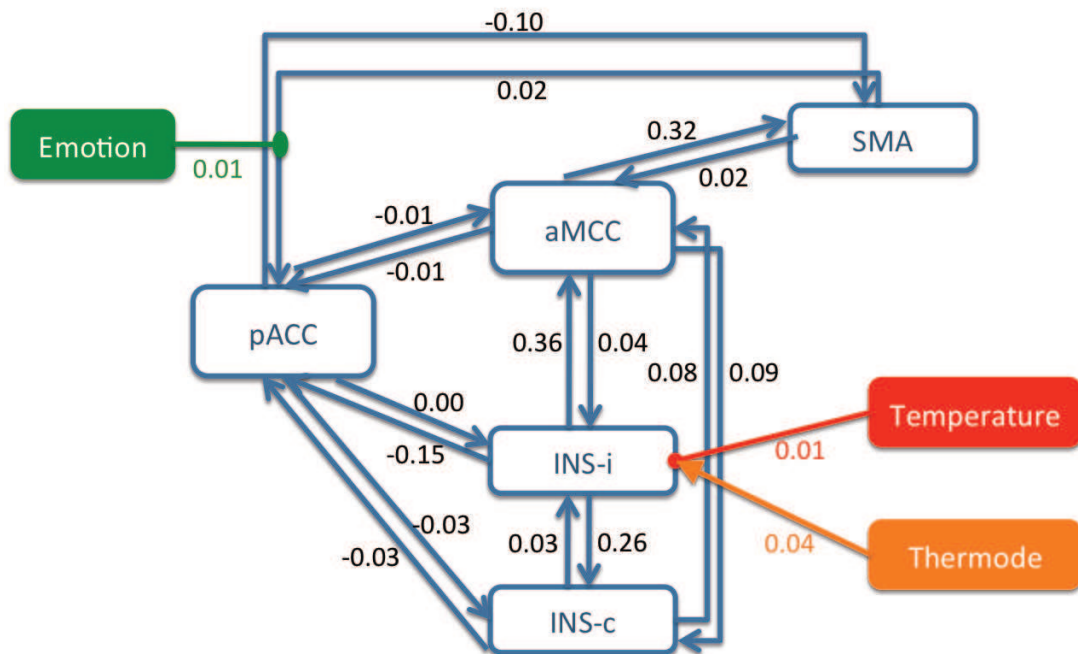 -0.10
0.02
Emotion
0.01
0.32
SMA
0.02
-0.01
aMCC
-0.01
pACC
0.36
0.04
0.08
0.09
0.00
Temperature
-0.15
INS-i
0.01
-0.03
0.03
0.26
0.04
Thermode
-0.03
INS-c